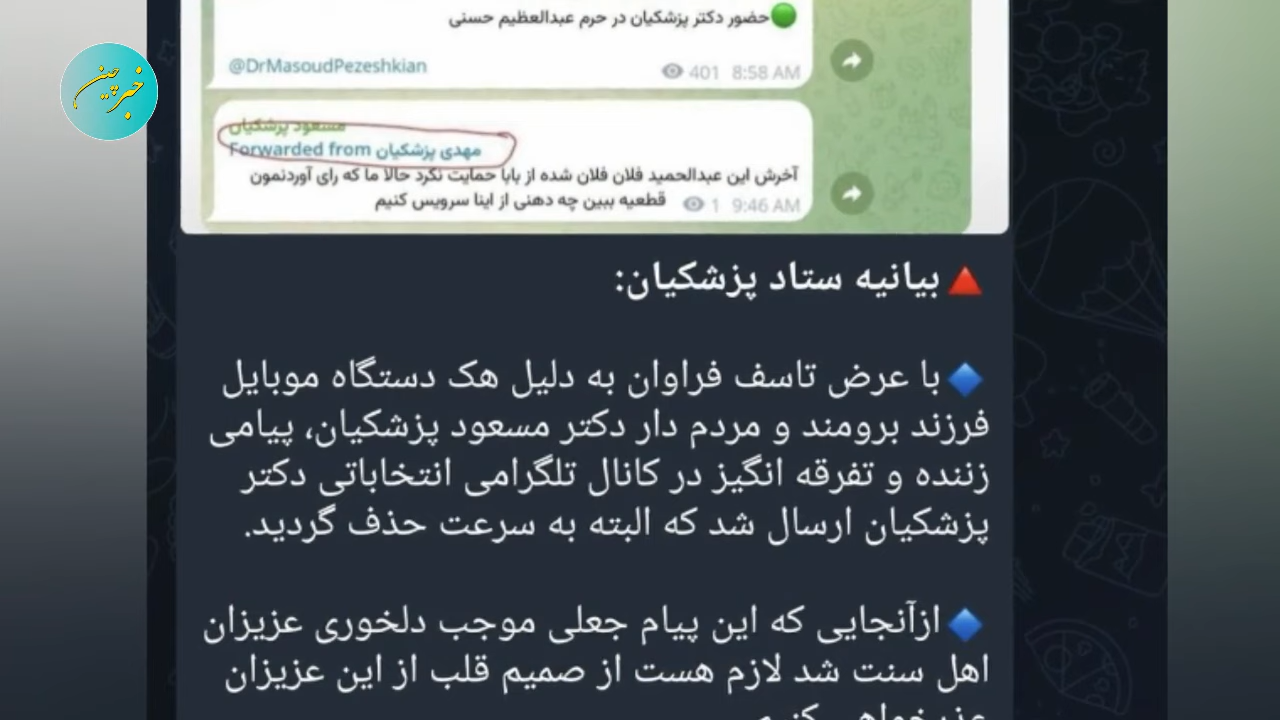 🟢حضور دکتر پزشکیان در حرم عبدالعظیم حسنی
@DrMasoudPezeshkian
401 8:58 AM
خبرچین
مسعود پزشکیان
Forwarded from مهدی پزشکیان
آخرش این عبدالحمید فلان فلان شده از بابا حمایت نکرد حالا ما که رای آوردنمون
قطعیه ببین چه دهنی از اینا سرویس کنیم
1 9:46 AM
🔺بیانیه ستاد پزشکیان:
🔷با عرض تاسف فراوان به دلیل هک دستگاه موبایل
فرزند برومند و مردم دار دکتر مسعود پزشکیان، پیامی
زننده و تفرقه انگیز در کانال تلگرامی انتخاباتی دکتر
پزشکیان ارسال شد که البته به سرعت حذف گردید.
🔷ازآنجایی که این پیام جعلی موجب دلخوری عزیزان
اهل سنت شد لازم هست از صمیم قلب از این عزیزان